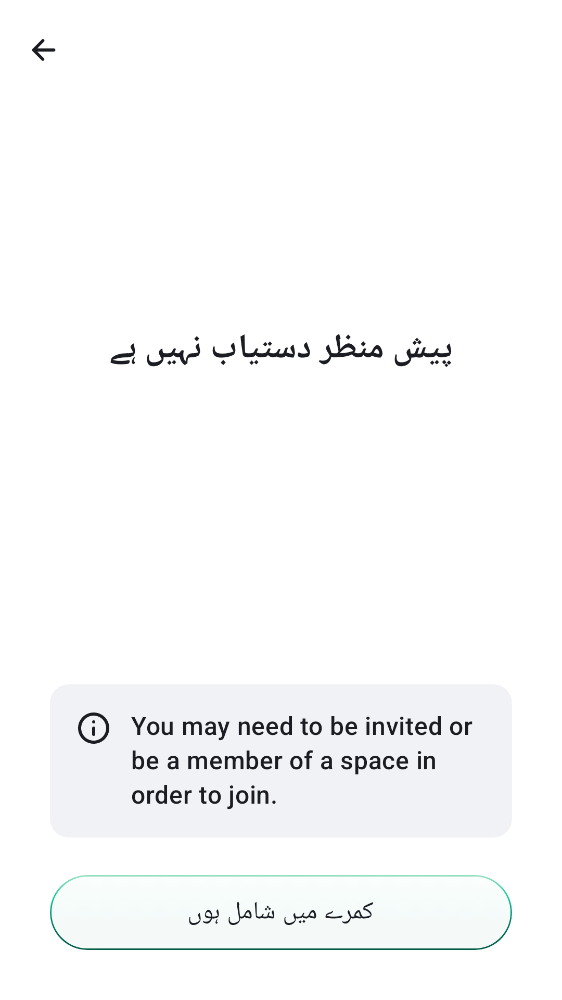 پیش منظر دستیاب نہیں ہے
You may need to be invited or
be a member of a space in
order to join.
کمرے میں شامل ہوں